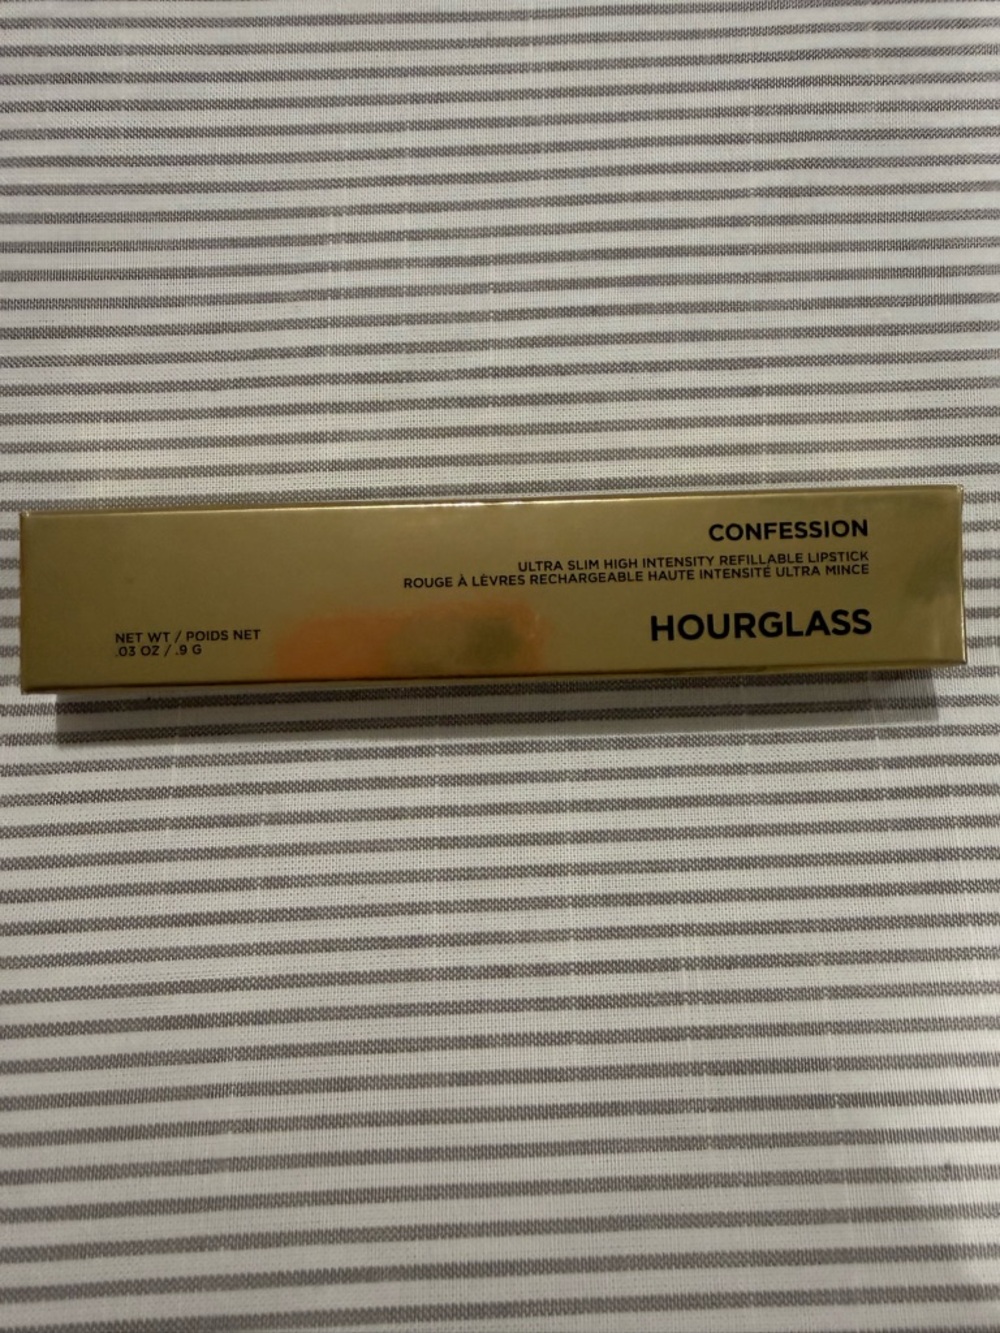 CONFESSION
ULTRA SLIM HIGH INTENSITY REFILLABLE LIPSTICK
ROUGE À LÈVRES RECHARGEABLE HAUTE INTENSITÉ ULTRA MINCE
HOURGLASS
NET WT / POIDS NET
.03 OZ / .9 G